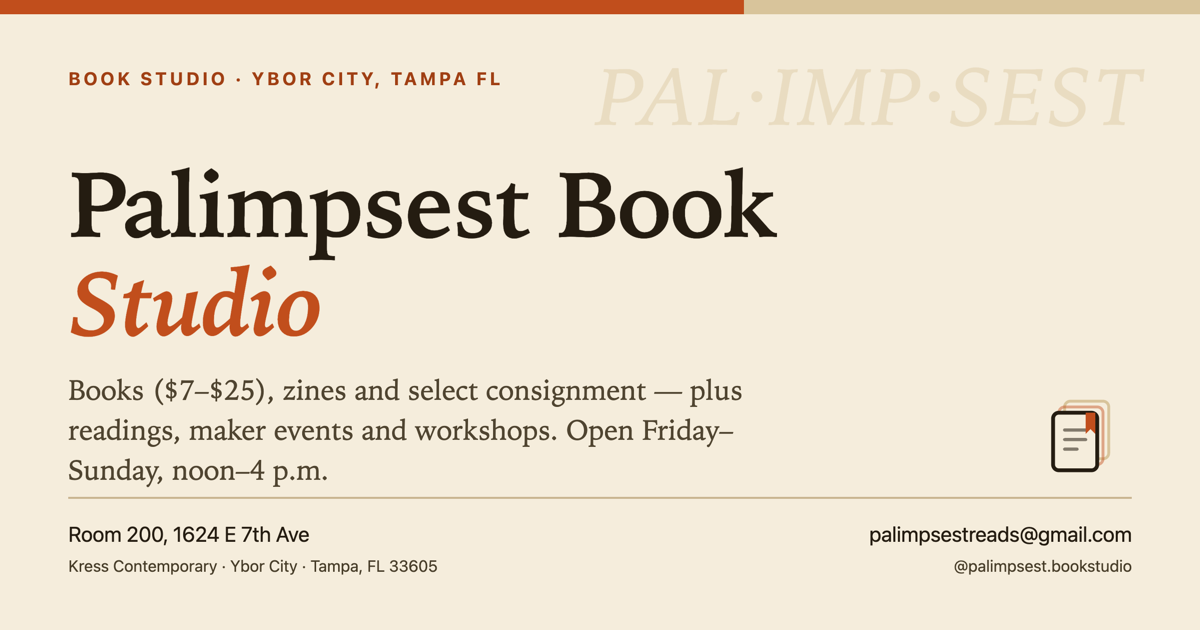 BOOK STUDIO · YBOR CITY, TAMPA FL
PAL·IMP·SEST
Palimpsest Book
Studio
Books ($7–$25), zines and select consignment — plus
readings, maker events and workshops. Open Friday–
Sunday, noon–4 p.m.
Room 200, 1624 E 7th Ave
Kress Contemporary · Ybor City · Tampa, FL 33605
palimpsestreads@gmail.com
@palimpsest.bookstudio